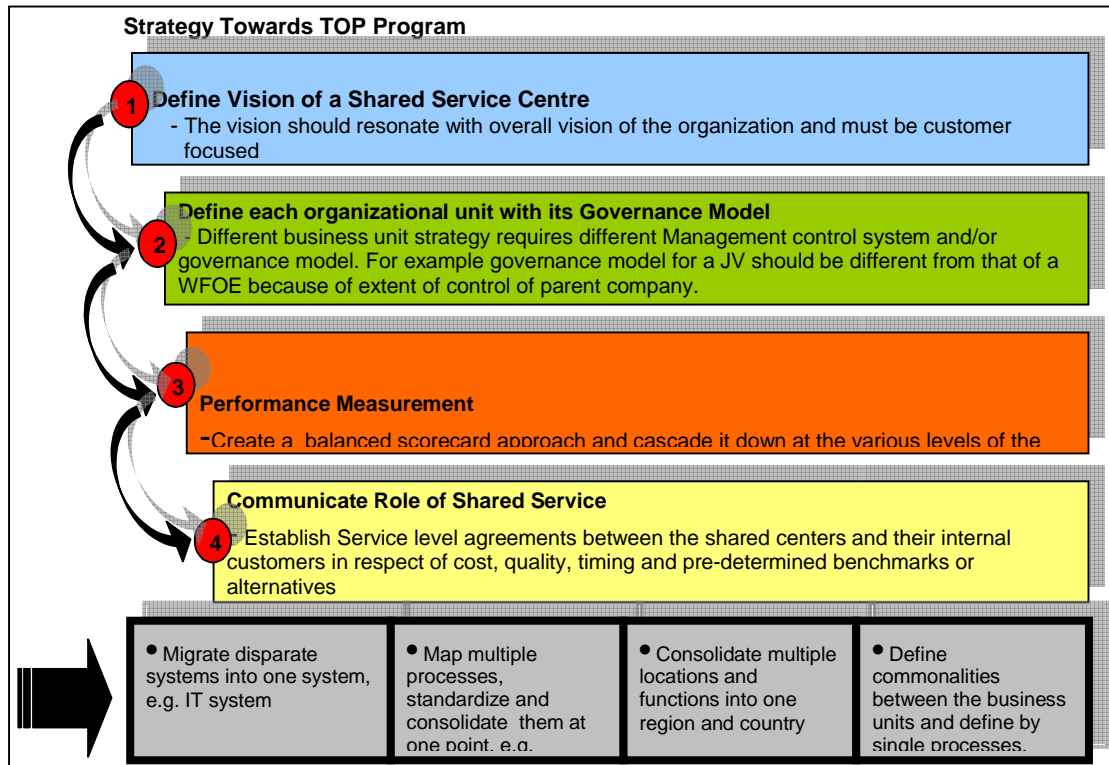 Strategy Towards TOP Program
1
Define Vision of a Shared Service Centre
- The vision should resonate with overall vision of the organization and must be customer
focused
Define each organizational unit with its Governance Model
2
- Different business unit strategy requires different Management control system and/or
governance model. For example governance model for a JV should be different from that of a
WFOE because of extent of control of parent company.
3
Performance Measurement
-Create a balanced scorecard approach and cascade it down at the various levels of the
Communicate Role of Shared Service
4
- Establish Service level agreements between the shared centers and their internal
customers in respect of cost, quality, timing and pre-determined benchmarks or
alternatives
• Migrate disparate
systems into one system,
e.g. IT system
• Map multiple
processes,
standardize and
consolidate them at
one point. e.g.
• Consolidate multiple
locations and
functions into one
region and country
• Define
commonalities
between the business
units and define by
single processes.